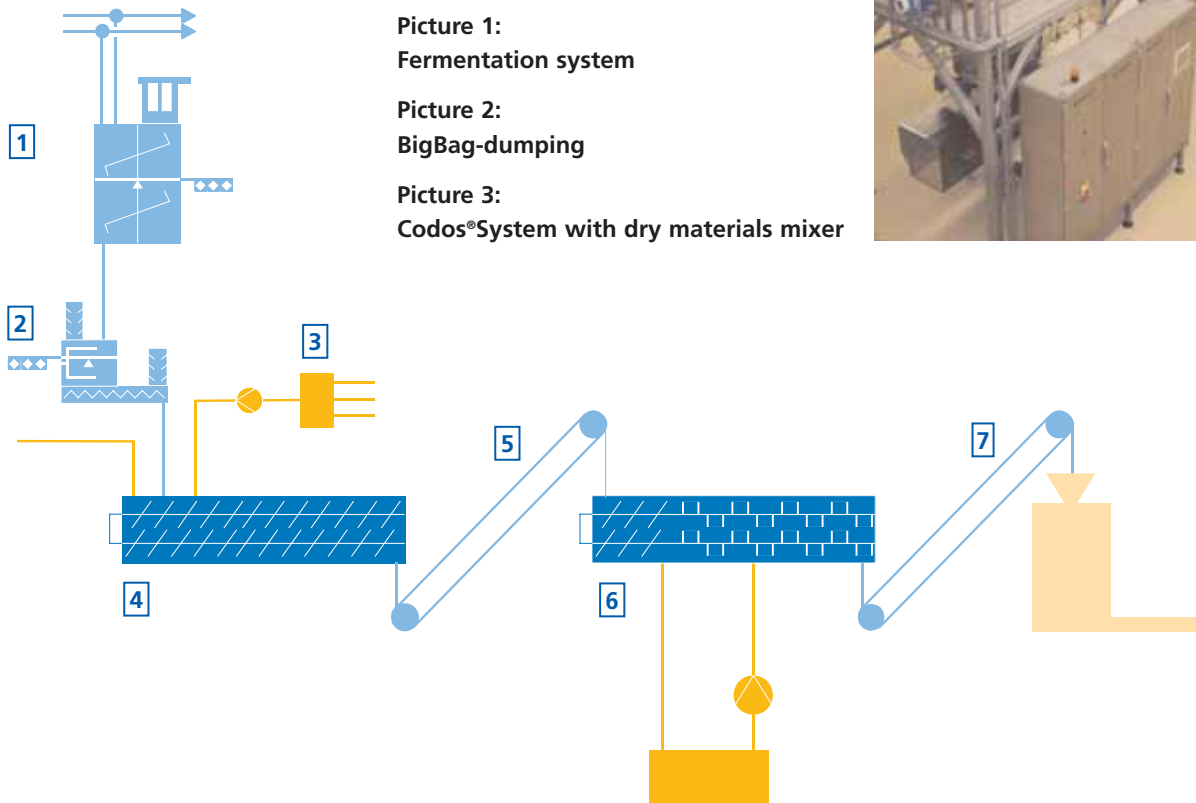 Picture 1:
Fermentation system
Picture 2:
BigBag-dumping
Picture 3:
Codos®System with dry materials mixer
1
2
3
4
5
6
7